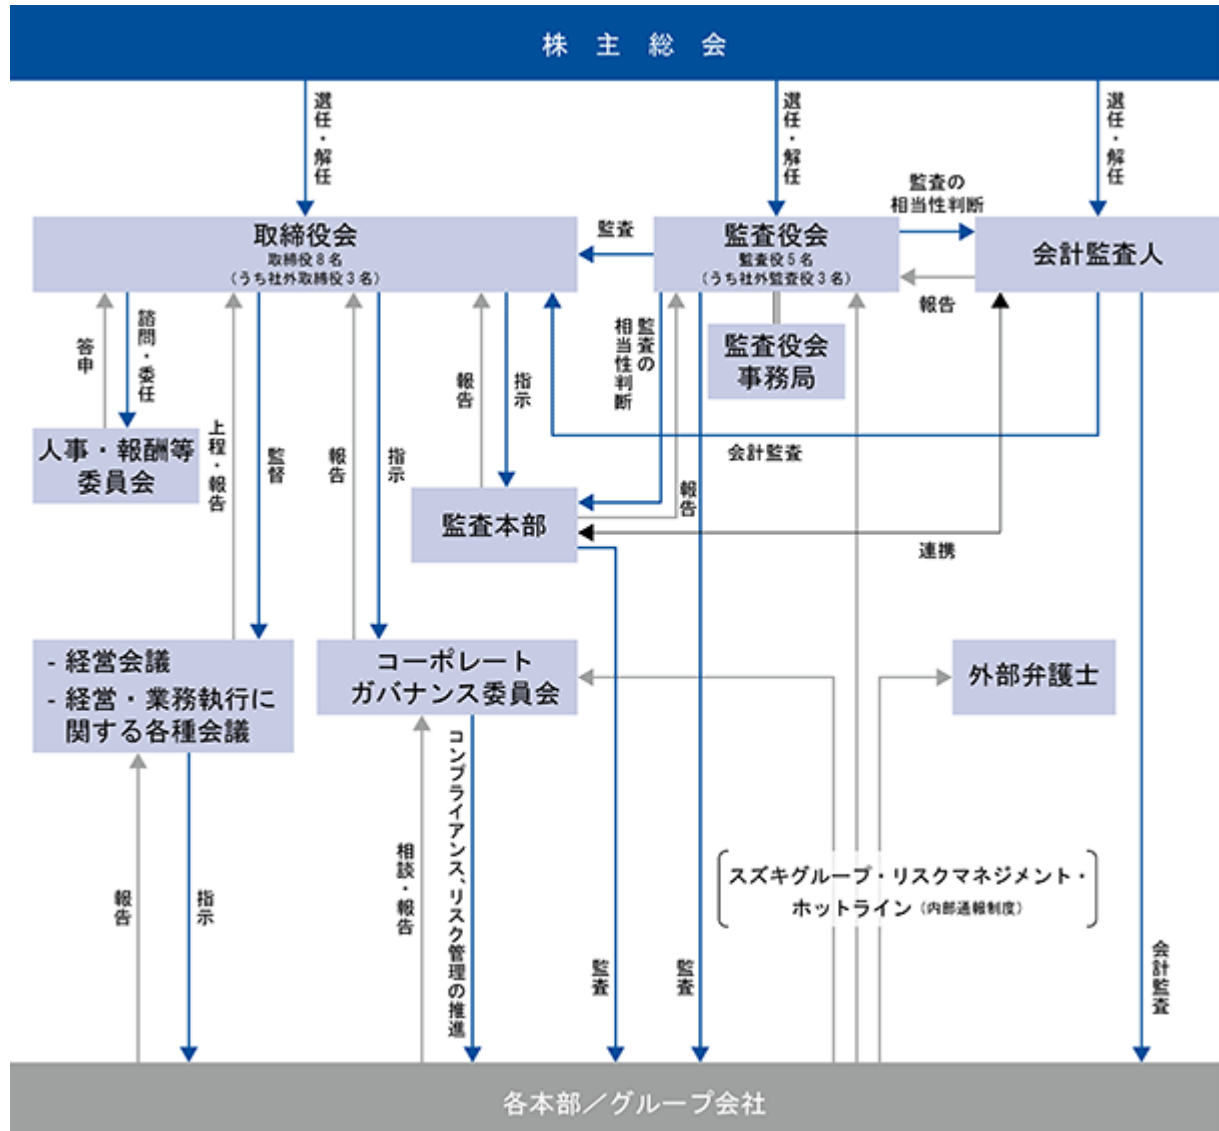 株主総会
選任・解任
選任・解任
選任・解任
取締役会
取締役8名
(うち社外取締役3名)
監査
監査役会
監査役5名
(うち社外監査役3名)
監査の
相当性判断
報告
会計監査人
監査役会
事務局
答申
諮問・委任
人事・報酬等
委員会
上程・報告
監督
報告
指示
報告
指示
監査の
相当性判断
報告
会計監査
監査本部
連携
- 経営会議
- 経営・業務執行に
関する各種会議
コーポレート
ガバナンス委員会
外部弁護士
報告
指示
相談・報告
コンプライアンス、リスク管理の推進
監査
監査
スズキグループ・リスクマネジメント・
ホットライン(内部通報制度)
会計監査
各本部/グループ会社